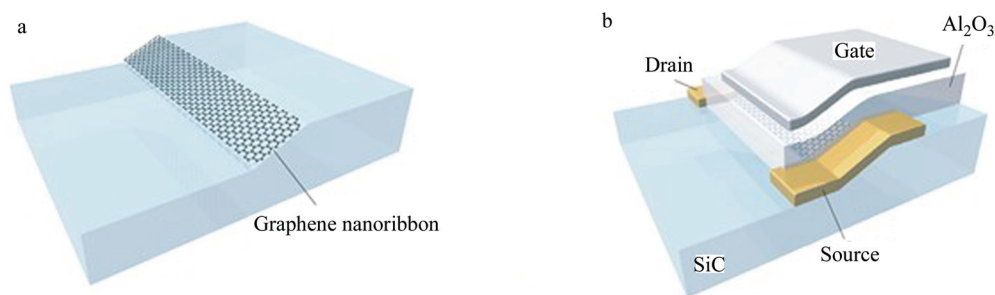 a
Graphene nanoribbon
b
Al₂O₃
Gate
Drain
Source
SiC